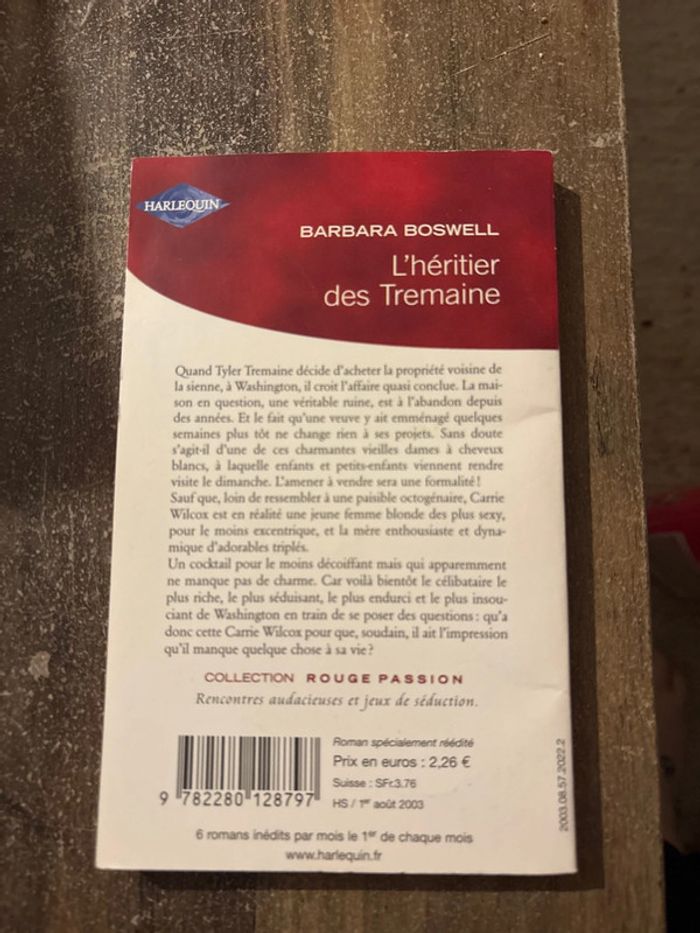 HARLEQUIN
BARBARA BOSWELL
L'héritier
des Tremaine
Quand Tyler Tremaine décide d'acheter la propriété voisine de
la sienne, à Washington, il croit l'affaire quasi conclue. La mai-
son en question, une véritable ruine, est à l'abandon depuis
des années. Et le fait qu'une veuve y ait emménagé quelques
semaines plus tôt ne change rien à ses projets. Sans doute
s'agit-il d'une de ces charmantes vieilles dames à cheveux
blancs, à laquelle enfants et petits-enfants viennent rendre
visite le dimanche. L'amener à vendre sera une formalité !
Sauf que, loin de ressembler à une paisible octogénaire, Carrie
Wilcox est en réalité une jeune femme blonde des plus sexy,
pour le moins excentrique, et la mère enthousiaste et dyna-
mique d'adorables triplés.
Un cocktail pour le moins décoiffant mais qui apparemment
ne manque pas de charme. Car voilà bientôt le célibataire le
plus riche, le plus séduisant, le plus endurci et le plus insou-
ciant de Washington en train de se poser des questions : qu'a
donc cette Carrie Wilcox pour que, soudain, il ait l'impression
qu'il manque quelque chose à sa vie ?
COLLECTION ROUGE PASSION
Rencontres audacieuses et jeux de séduction.
Roman spécialement réédité
Prix en euros : 2,26 €
Suisse : SFr.3.76
HS / 1er août 2003
9 782280 128797
2003.08.57.2022.2
6 romans inédits par mois le 1er de chaque mois
www.harlequin.fr